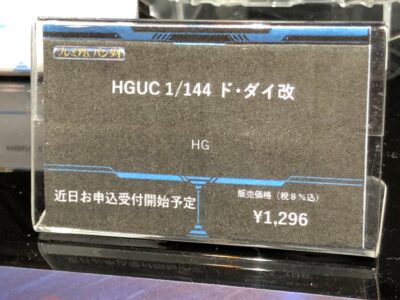 プレミアム バンダイ
HGUC 1/144 ド・ダイ改
HG
近日お申込受付開始予定
販売価格（税8%込）
¥1,296